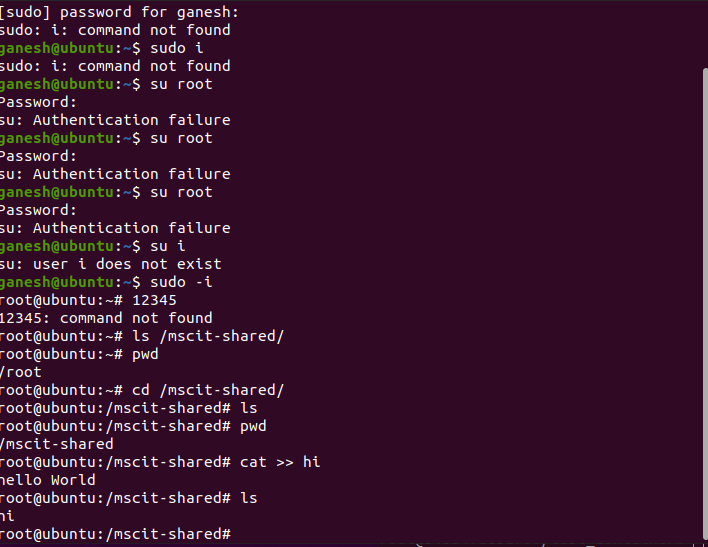 [sudo] password for ganesh:
sudo: i: command not found
ganesh@ubuntu:~$ sudo i
sudo: i: command not found
ganesh@ubuntu:~$ su root
Password:
su: Authentication failure
ganesh@ubuntu:~$ su root
Password:
su: Authentication failure
ganesh@ubuntu:~$ su root
Password:
su: Authentication failure
ganesh@ubuntu:~$ su i
su: user i does not exist
ganesh@ubuntu:~$ sudo -i
root@ubuntu:~# 12345
12345: command not found
root@ubuntu:~# ls /mscit-shared/
root@ubuntu:~# pwd
/root
root@ubuntu:~# cd /mscit-shared/
root@ubuntu:/mscit-shared# ls
root@ubuntu:/mscit-shared# pwd
/mscit-shared
root@ubuntu:/mscit-shared# cat >> hi
hello World
root@ubuntu:/mscit-shared# ls
hi
root@ubuntu:/mscit-shared#